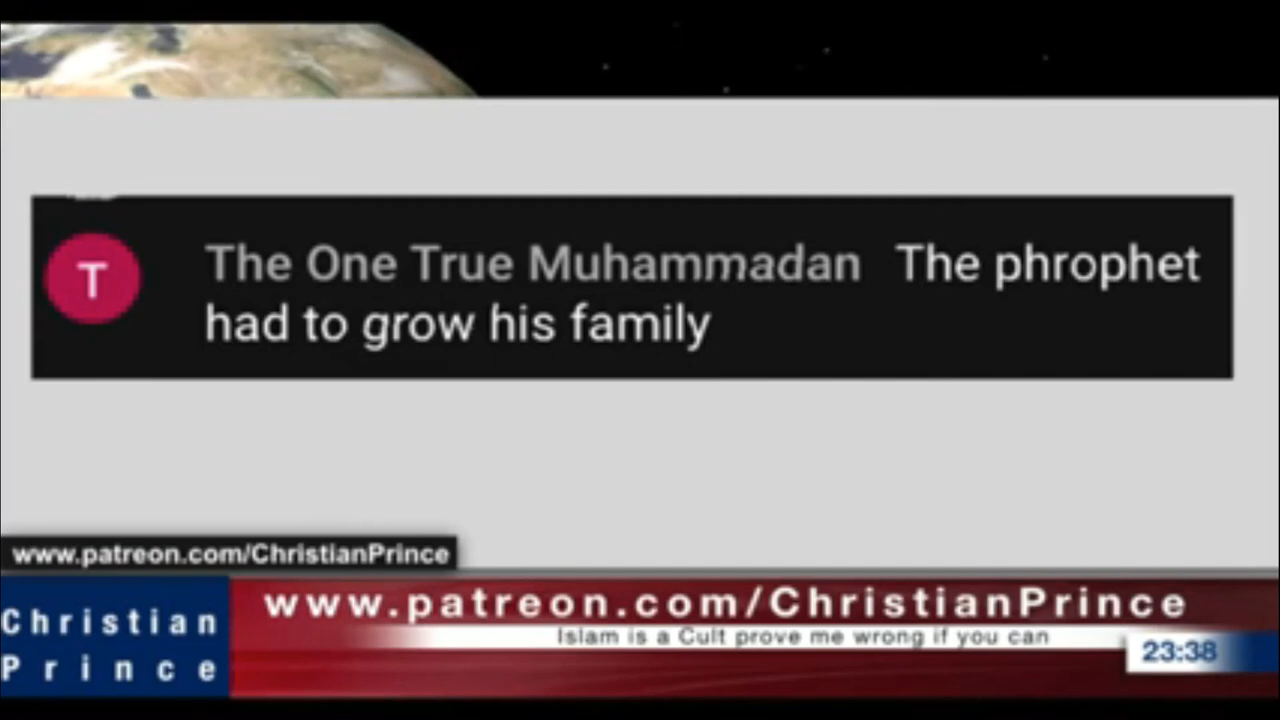 T
The One True Muhammadan The phrophet
had to grow his family
www.patreon.com/ChristianPrince
Christian
Prince
www.patreon.com/ChristianPrince
Islam is a Cult prove me wrong if you can
23:38